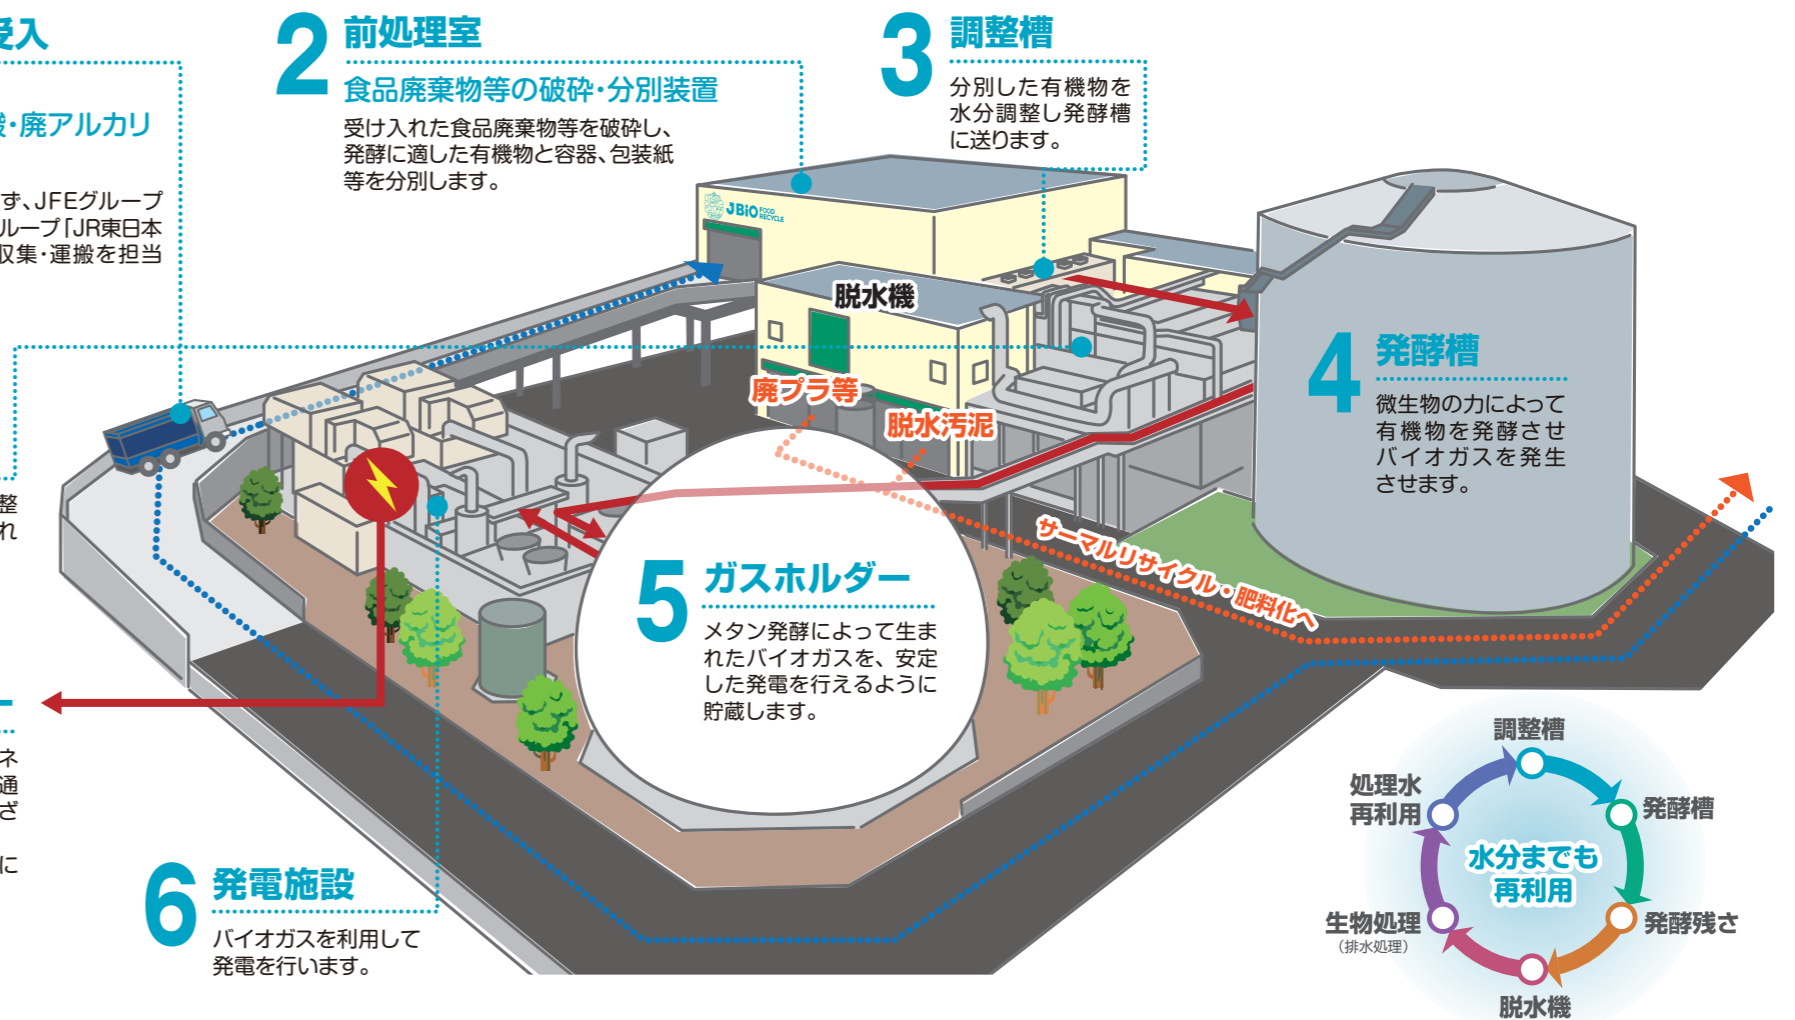 受入
・廃アルカリ
ず、JFEグループ
ループ「JR東日本
収集・運搬を担当
整
れ
ー
ネ
通
ざ
に
2 前処理室
食品廃棄物等の破砕・分別装置
受け入れた食品廃棄物等を破砕し、
発酵に適した有機物と容器、包装紙
等を分別します。
3 調整槽
分別した有機物を
水分調整し発酵槽
に送ります。
JBiO FOOD
RECYCLE
脱水機
廃プラ等
脱水汚泥
4 発酵槽
微生物の力によって
有機物を発酵させ
バイオガスを発生
させます。
サーマルリサイクル・肥料化へ
5 ガスホルダー
メタン発酵によって生ま
れたバイオガスを、安定
した発電を行えるように
貯蔵します。
6 発電施設
バイオガスを利用して
発電を行います。
調整槽
発酵槽
発酵残さ
脱水機
生物処理
（排水処理）
処理水
再利用
水分までも
再利用